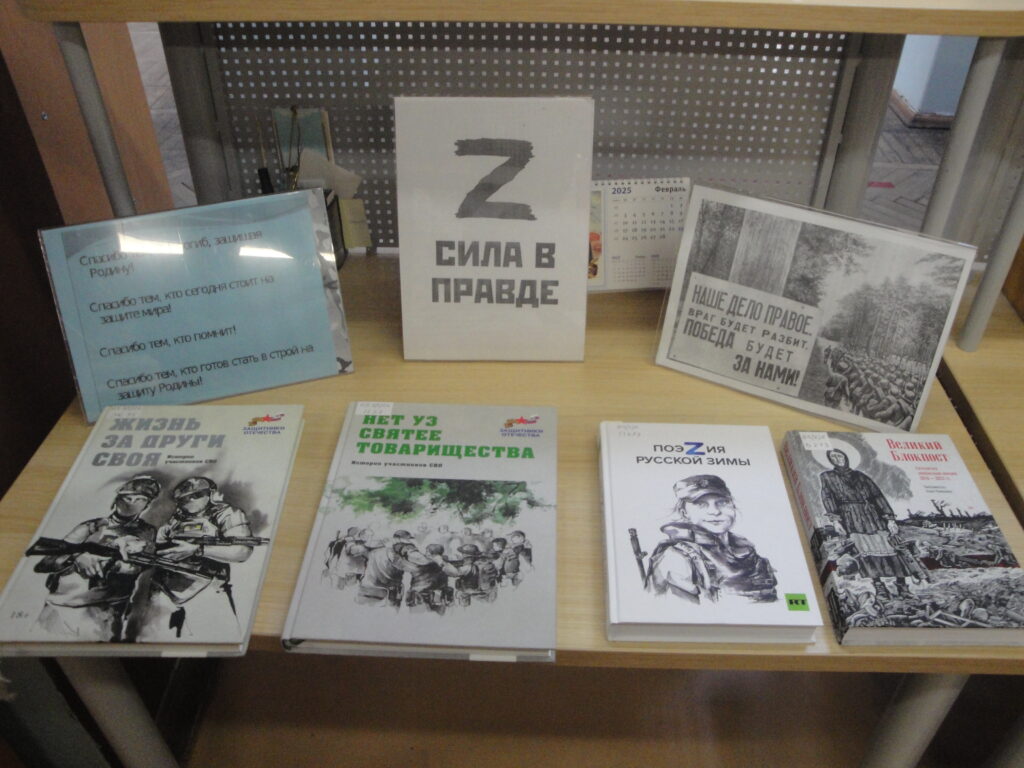 Z
СИЛА В
ПРАВДЕ
Спасибо
погиб, защищая
Родину!
Спасибо тем, кто сегодня стоит на
защите мира!
Спасибо тем, кто помнит!
Спасибо тем, кто готов стать в строй на
защиту Родины!
2025
Февраль
НАШЕ ДЕЛО ПРАВОЕ.
ВРАГ БУДЕТ РАЗБИТ.
ПОБЕДА БУДЕТ
ЗА НАМИ!
ЖИЗНЬ
ЗА ДРУГИ
СВОЯ
Истории
участников СВО
ЗАЩИТНИКИ
ОТЕЧЕСТВА
НЕТ УЗ
СВЯТЕЕ
ТОВАРИЩЕСТВА
Истории участников СВО
ЗАЩИТНИКИ
ОТЕЧЕСТВА
ПОЭZИЯ
РУССКОЙ ЗИМЫ
RT
Великий
Блокпост